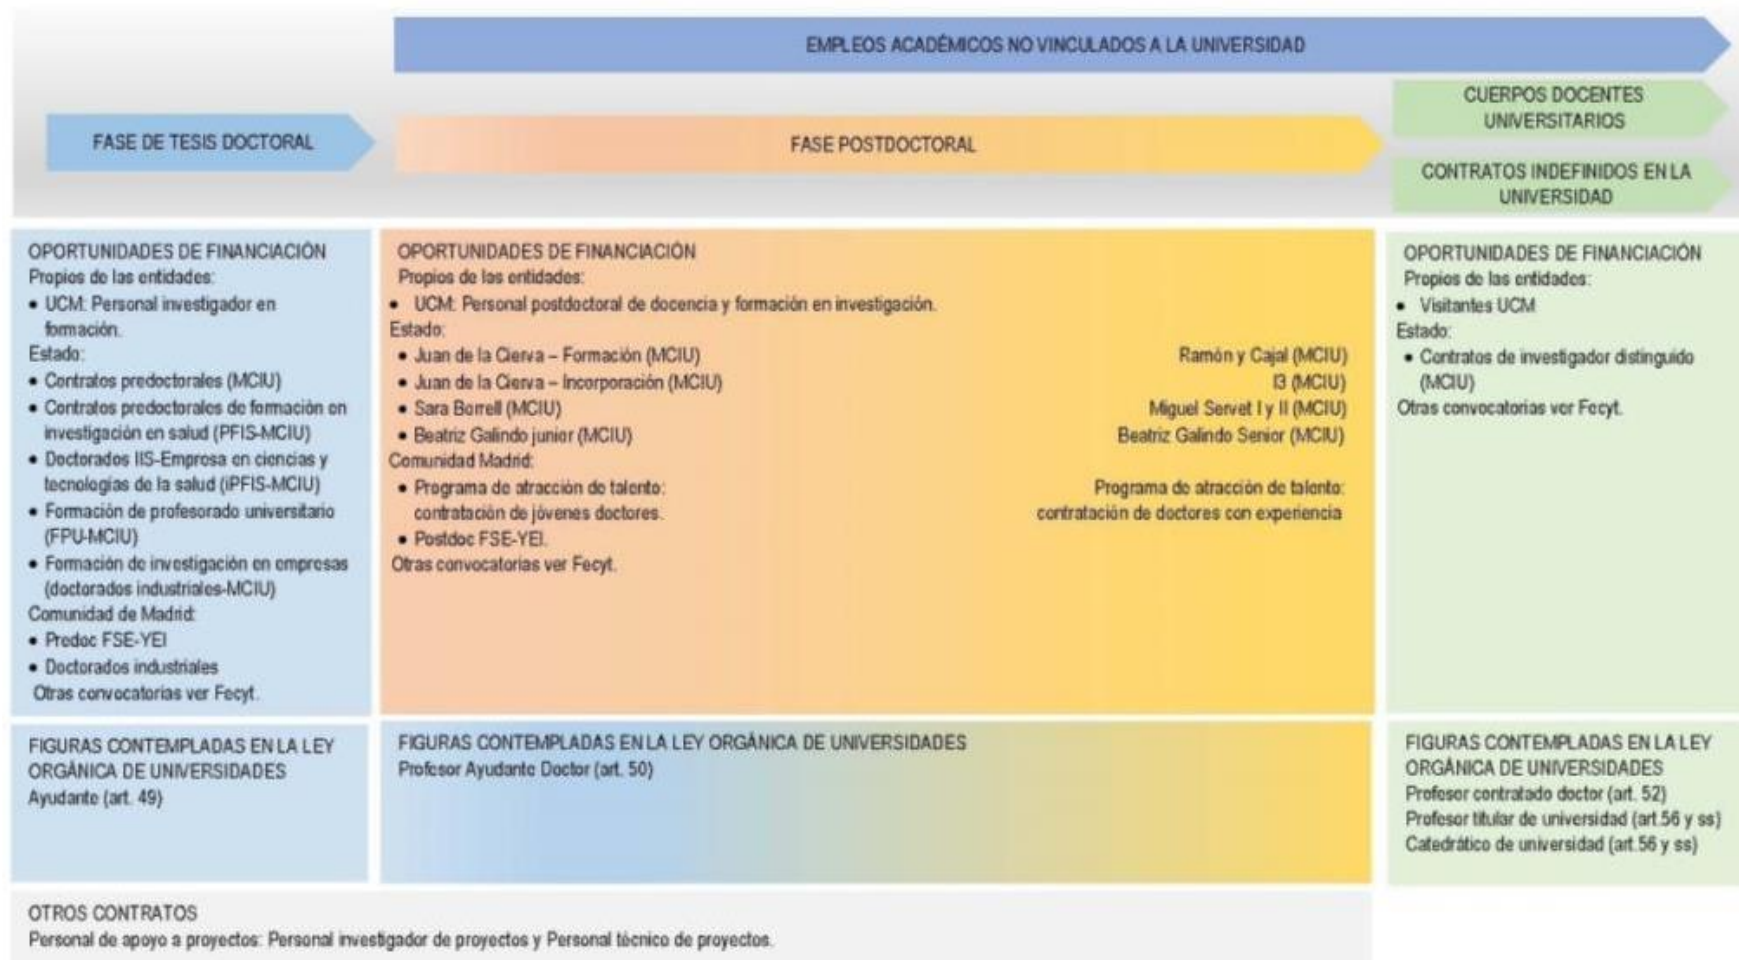 EMPLEOS ACADÉMICOS NO VINCULADOS A LA UNIVERSIDAD
FASE DE TESIS DOCTORAL
FASE POSTDOCTORAL
CUERPOS DOCENTES
UNIVERSITARIOS
CONTRATOS INDEFINIDOS EN LA
UNIVERSIDAD
OPORTUNIDADES DE FINANCIACIÓN
Propios de las entidades:
• UCM: Personal investigador en
formación.
Estado:
• Contratos predoctorales (MCIU)
• Contratos predoctorales de formación en
investigación en salud (PFIS-MCIU)
• Doctorados IIS-Empresa en ciencias y
tecnologías de la salud (iPFIS-MCIU)
• Formación de profesorado universitario
(FPU-MCIU)
• Formación de investigación en empresas
(doctorados industriales-MCIU)
Comunidad de Madrid:
• Predoc FSE-YEI
• Doctorados industriales
Otras convocatorias ver Fecyt.
OPORTUNIDADES DE FINANCIACIÓN
Propios de las entidades:
• UCM: Personal postdoctoral de docencia y formación en investigación.
Estado:
• Juan de la Cierva – Formación (MCIU)
• Juan de la Cierva – Incorporación (MCIU)
• Sara Borrell (MCIU)
• Beatriz Galindo junior (MCIU)
Comunidad Madrid:
• Programa de atracción de talento:
contratación de jóvenes doctores.
• Postdoc FSE-YEI.
Otras convocatorias ver Fecyt.
Ramón y Cajal (MCIU)
I3 (MCIU)
Miguel Servet I y II (MCIU)
Beatriz Galindo Senior (MCIU)
Programa de atracción de talento:
contratación de doctores con experiencia
OPORTUNIDADES DE FINANCIACIÓN
Propios de las entidades:
• Visitantes UCM
Estado:
• Contratos de investigador distinguido
(MCIU)
Otras convocatorias ver Fecyt.
FIGURAS CONTEMPLADAS EN LA LEY
ORGÁNICA DE UNIVERSIDADES
Ayudante (art. 49)
FIGURAS CONTEMPLADAS EN LA LEY ORGÁNICA DE UNIVERSIDADES
Profesor Ayudante Doctor (art. 50)
FIGURAS CONTEMPLADAS EN LA LEY
ORGÁNICA DE UNIVERSIDADES
Profesor contratado doctor (art. 52)
Profesor titular de universidad (art.56 y ss)
Catedrático de universidad (art.56 y ss)
OTROS CONTRATOS
Personal de apoyo a proyectos: Personal investigador de proyectos y Personal técnico de proyectos.